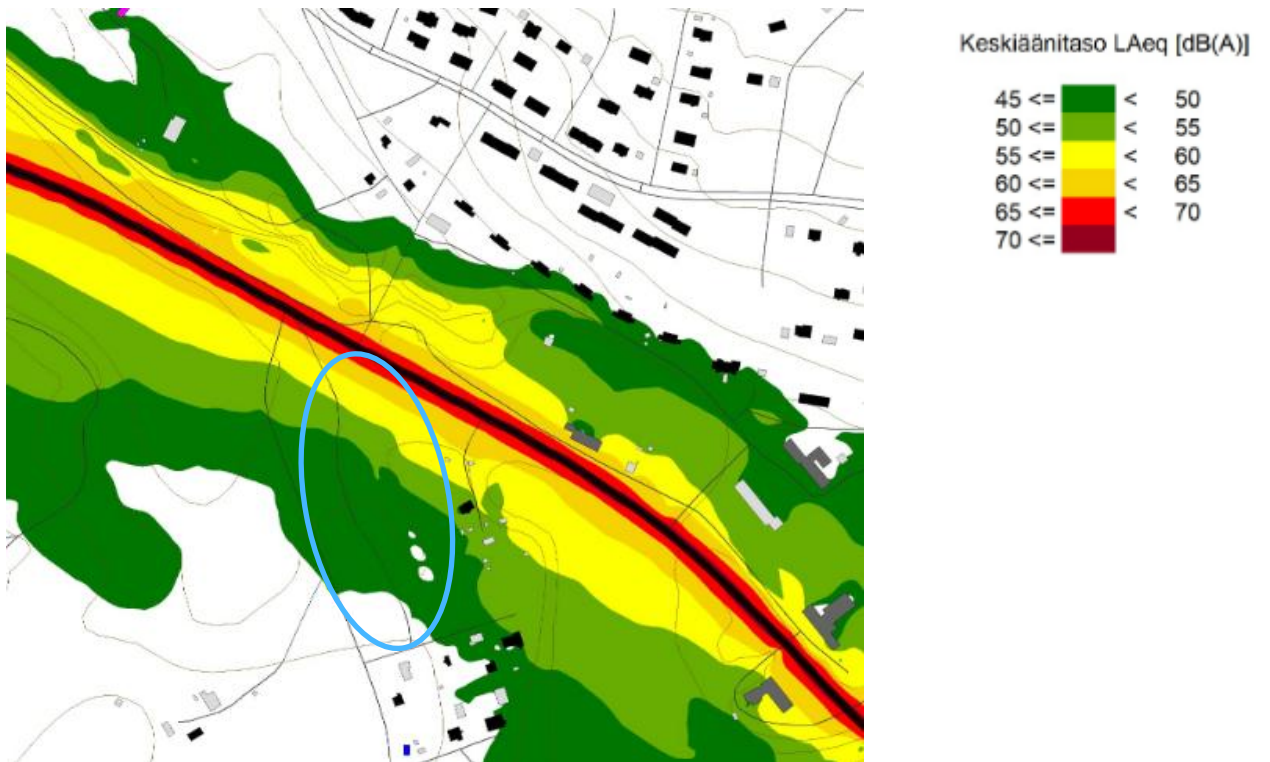 Keskiäänitaso LAeq [dB(A)]
45 <= < 50
50 <= < 55
55 <= < 60
60 <= < 65
65 <= < 70
70 <=